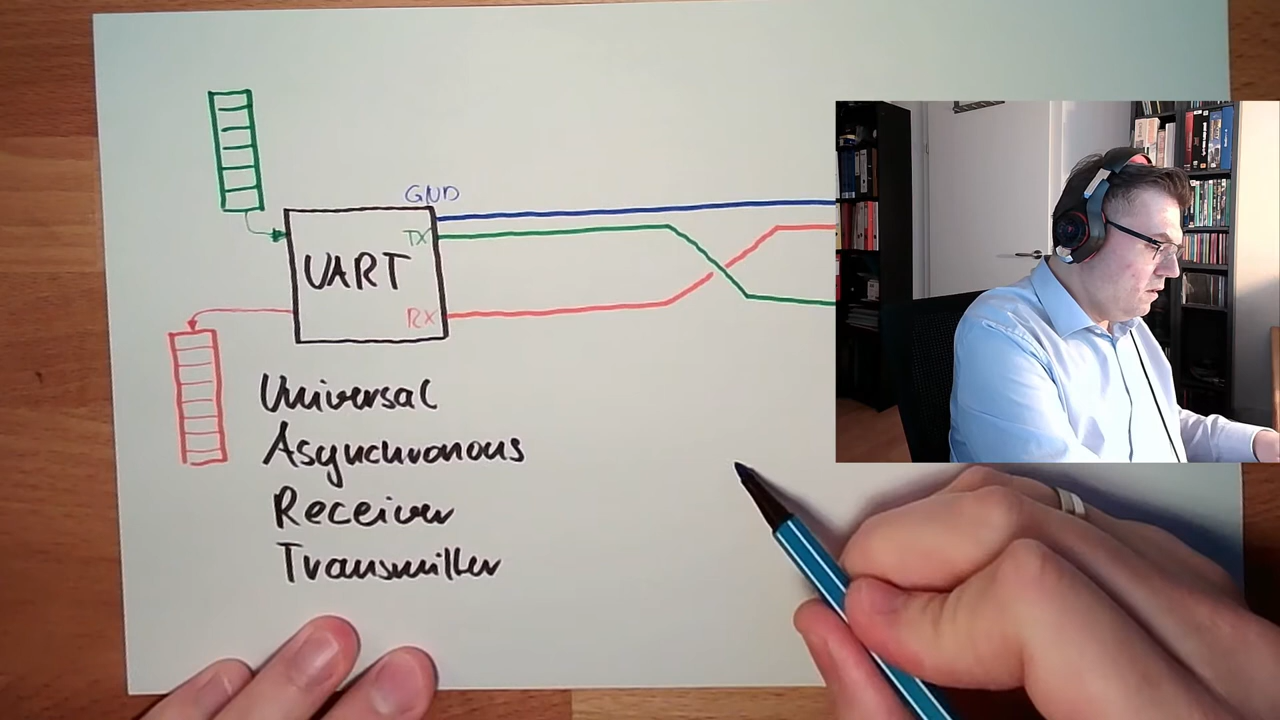 GND
TX
UART
RX
Universal
Asynchronous
Receiver
Transmitter